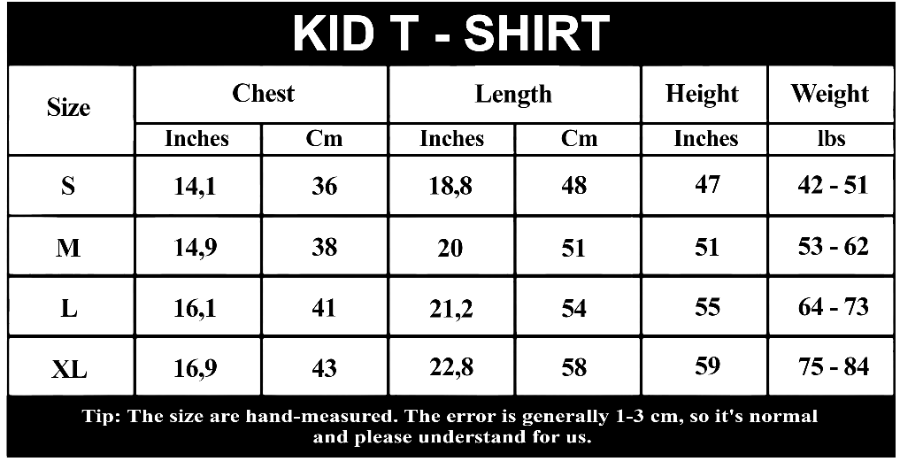 KID T - SHIRT
Size Chest Length Height Weight
Inches Cm Inches Cm Inches lbs
S 14,1 36 18,8 48 47 42 - 51
M 14,9 38 20 51 51 53 - 62
L 16,1 41 21,2 54 55 64 - 73
XL 16,9 43 22,8 58 59 75 - 84
Tip: The size are hand-measured. The error is generally 1-3 cm, so it's normal
and please understand for us.